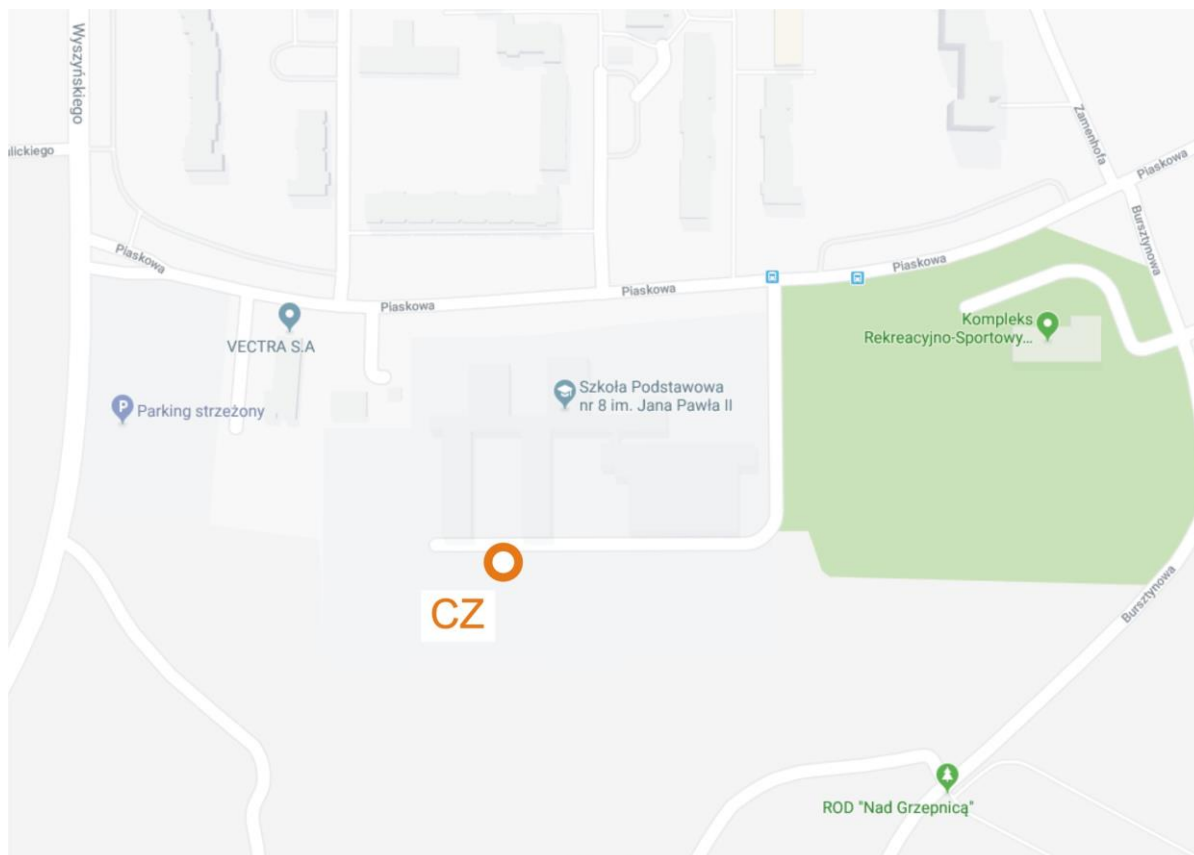 Wyszyńskiego
ulickiego
Zamenhofa
Piaskowa
Bursztynowa
Piaskowa
Piaskowa
Piaskowa
Piaskowa
VECTRA S.A
Kompleks
Rekreacyjno-Sportowy...
Szkoła Podstawowa
nr 8 im. Jana Pawła II
P
Parking strzeżony
CZ
Bursztynowa
ROD "Nad Grzepnicą"